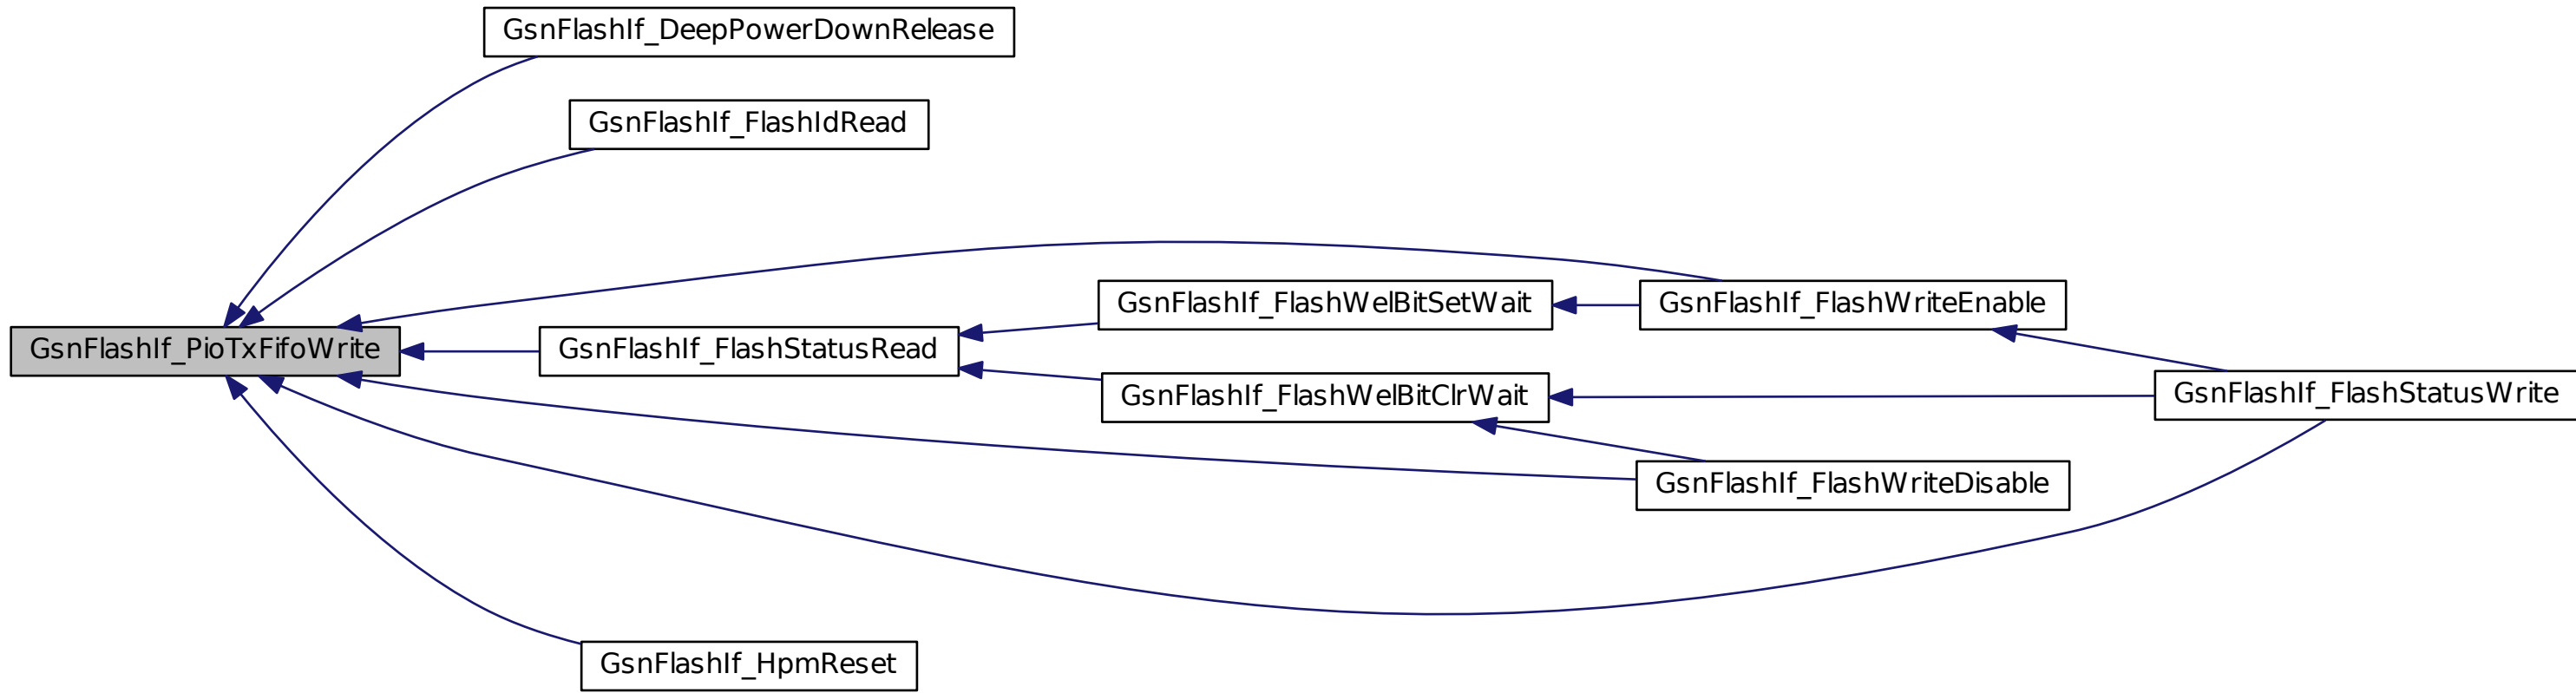 GsnFlashIf_DeepPowerDownRelease
GsnFlashIf_FlashIdRead
GsnFlashIf_FlashWelBitSetWait
GsnFlashIf_FlashWriteEnable
GsnFlashIf_PioTxFifoWrite
GsnFlashIf_FlashStatusRead
GsnFlashIf_FlashWelBitClrWait
GsnFlashIf_FlashStatusWrite
GsnFlashIf_FlashWriteDisable
GsnFlashIf_HpmReset